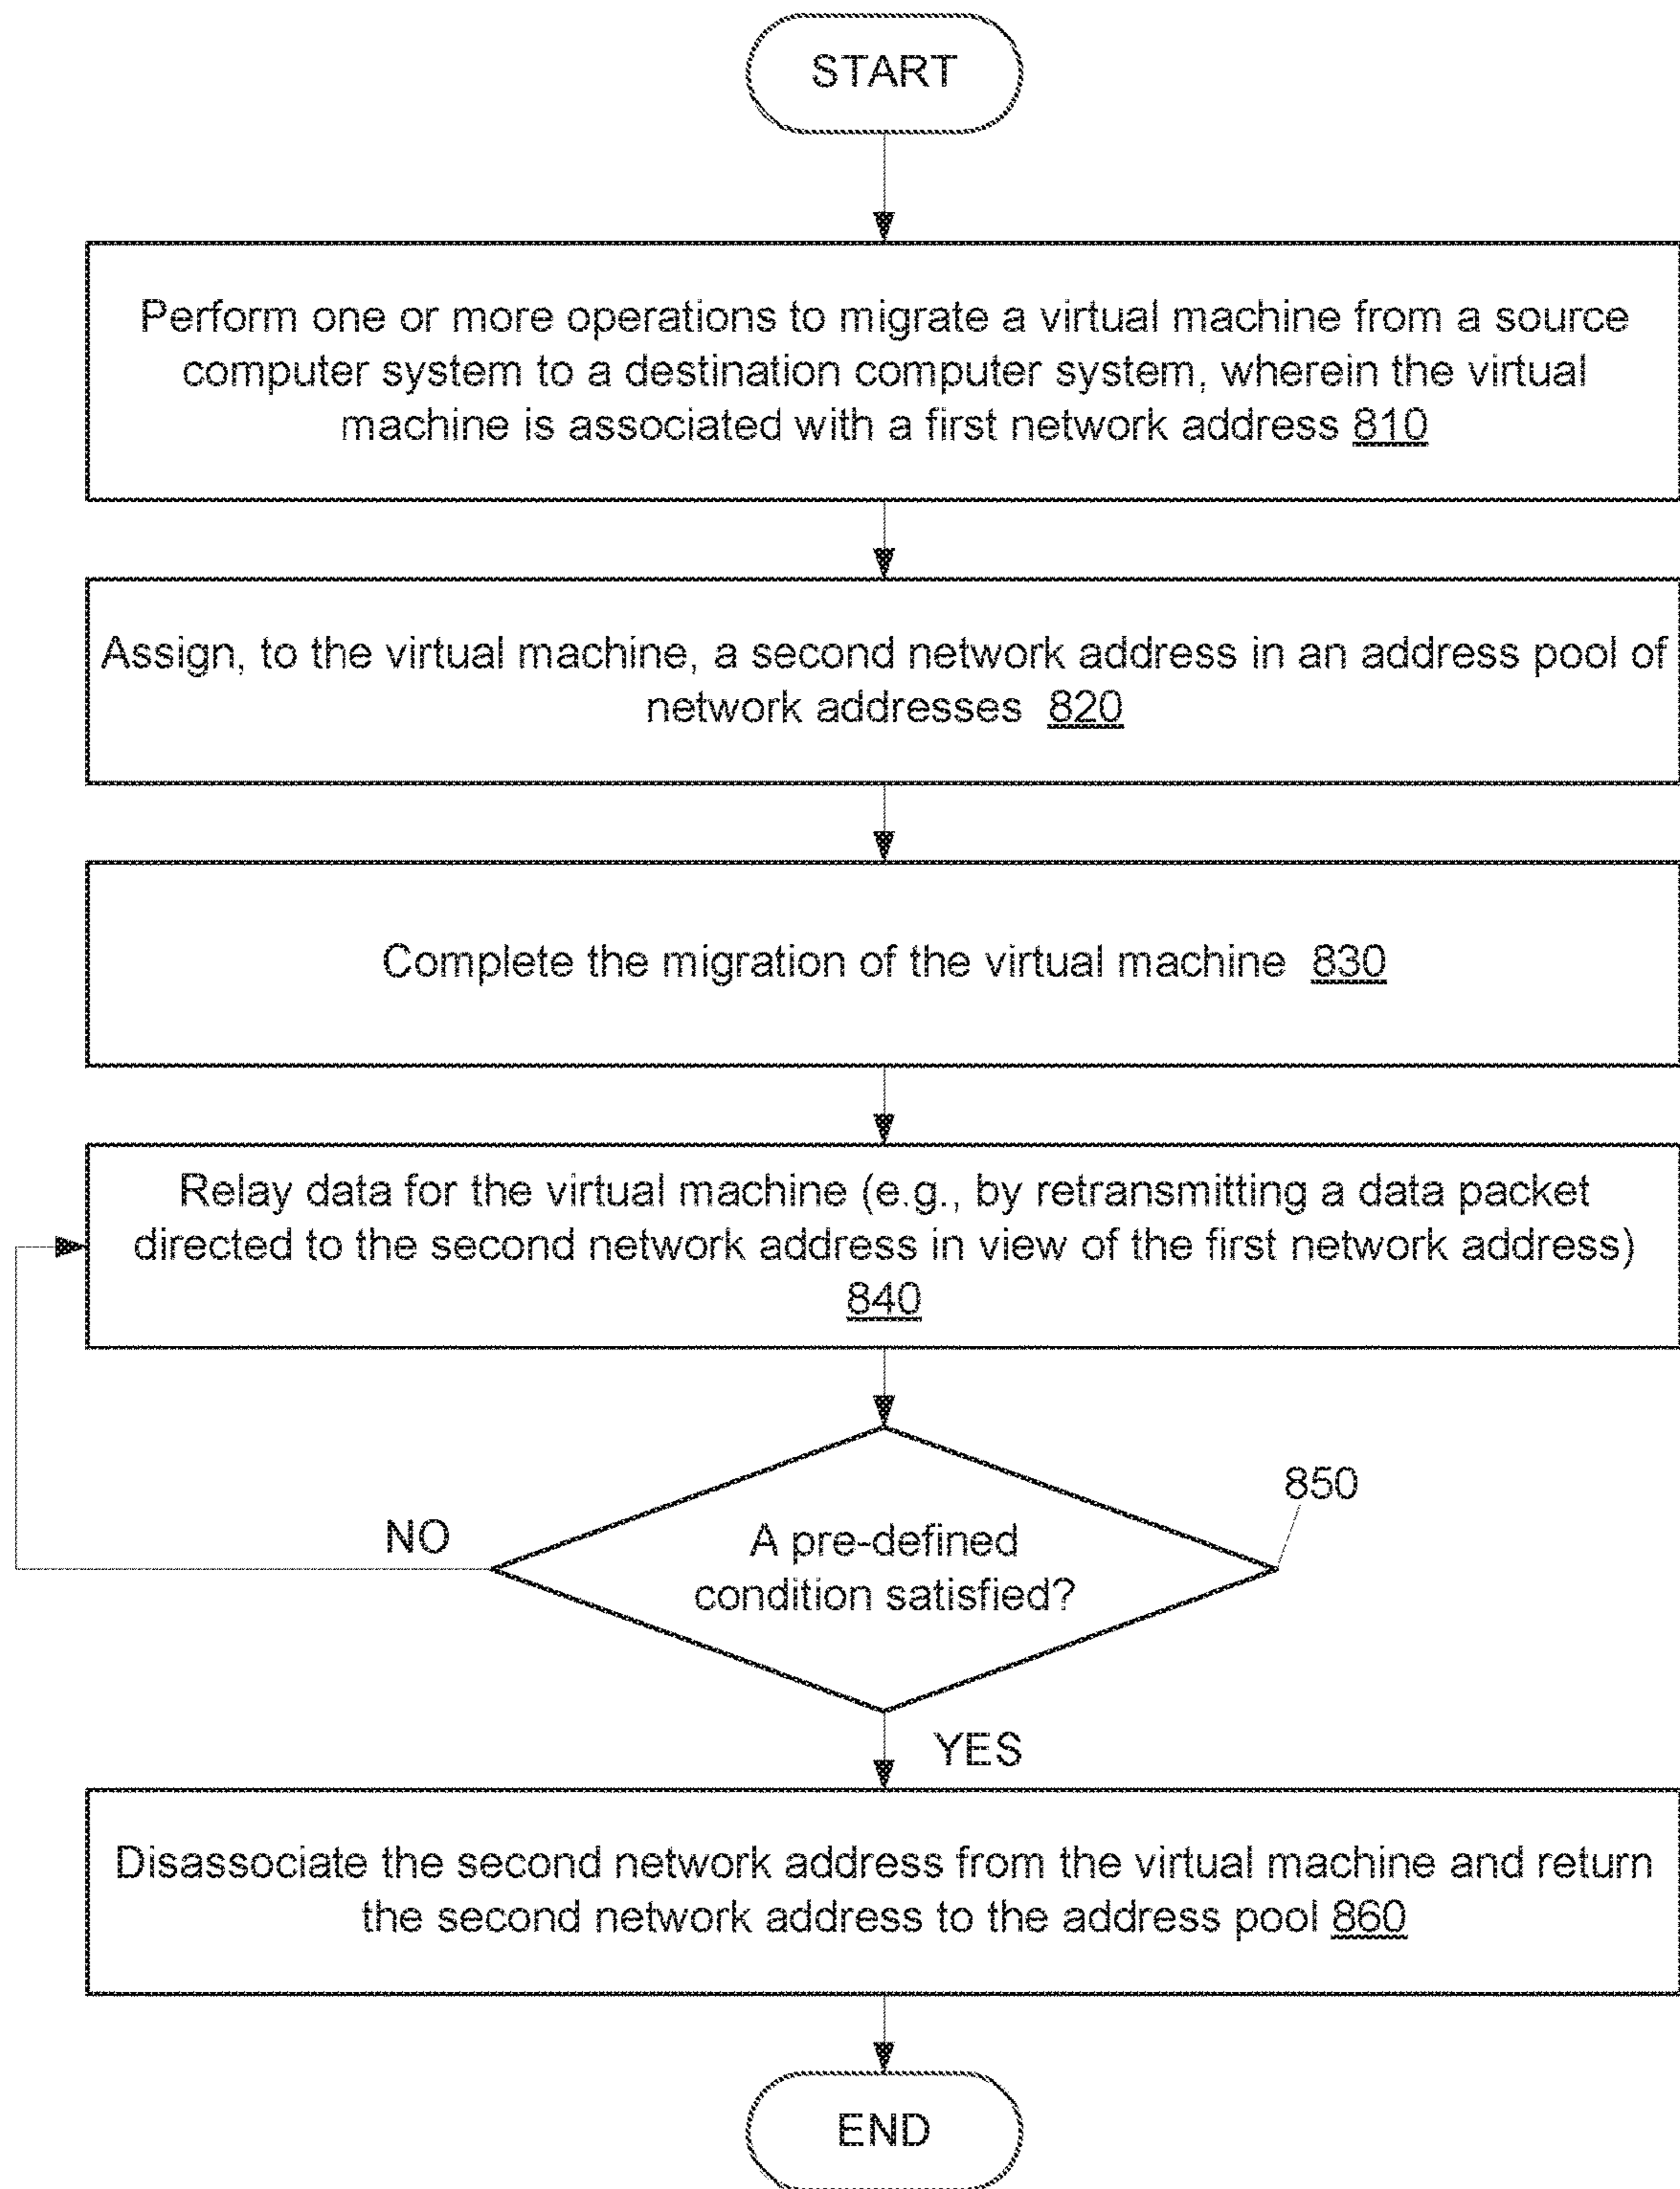 START
Perform one or more operations to migrate a virtual machine from a source
computer system to a destination computer system, wherein the virtual
machine is associated with a first network address 810
Assign, to the virtual machine, a second network address in an address pool of
network addresses 820
Complete the migration of the virtual machine 830
Relay data for the virtual machine (e.g., by retransmitting a data packet
directed to the second network address in view of the first network address)
840
850
NO
A pre-defined
condition satisfied?
YES
Disassociate the second network address from the virtual machine and return
the second network address to the address pool 860
END